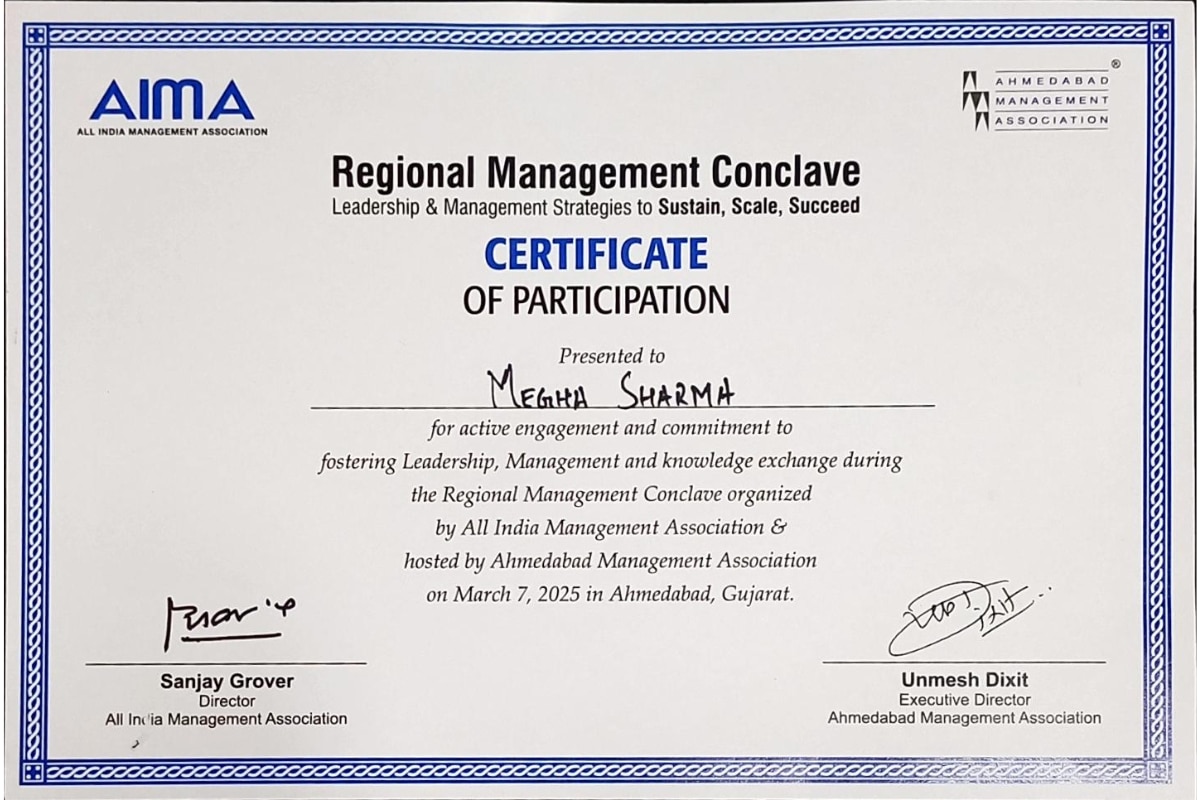 AIMA
ALL INDIA MANAGEMENT ASSOCIATION
®
AHMEDABAD
MANAGEMENT
ASSOCIATION
Regional Management Conclave
Leadership & Management Strategies to Sustain, Scale, Succeed
CERTIFICATE
OF PARTICIPATION
Presented to
MEGHA SHARMA
for active engagement and commitment to
fostering Leadership, Management and knowledge exchange during
the Regional Management Conclave organized
by All India Management Association &
hosted by Ahmedabad Management Association
on March 7, 2025 in Ahmedabad, Gujarat.
Sanjay Grover
Director
All India Management Association
Unmesh Dixit
Executive Director
Ahmedabad Management Association